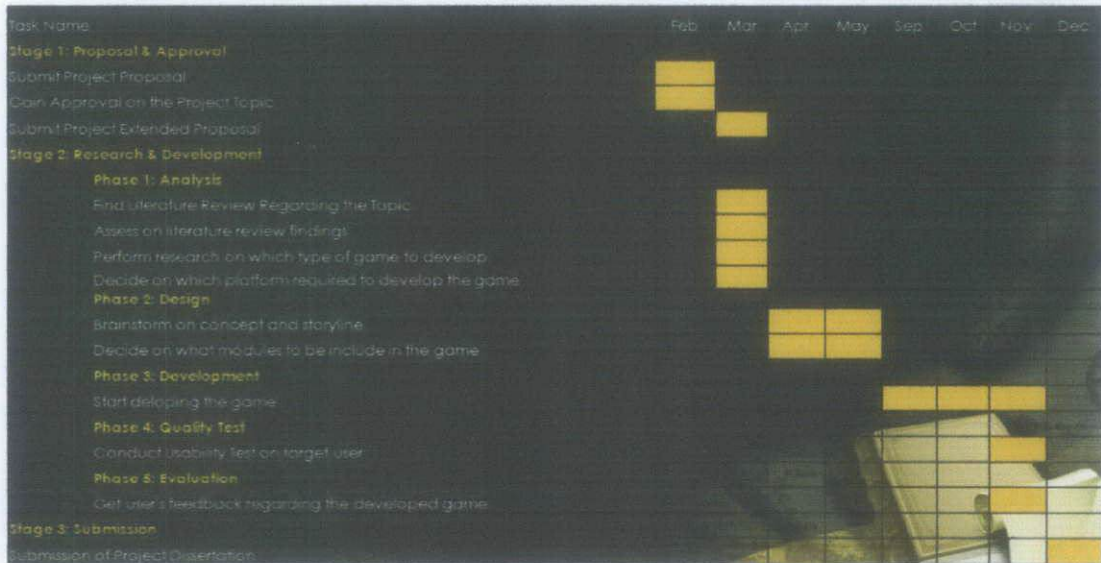 Task Name Feb Mar Apr May Sep Oct Nov Dec
Stage 1: Proposal & Approval
Submit Project Proposal
Gain Approval on the Project Topic
Submit Project Extended Proposal
Stage 2: Research & Development
Phase 1: Analysis
Find Literature Review Regarding the Topic
Assess on literature review findings
Perform research on which type of game to develop
Decide on which platform required to develop the game
Phase 2: Design
Brainstorm on concept and storyline
Decide on what modules to be include in the game
Phase 3: Development
Start deloping the game
Phase 4: Quality Test
Conduct Usability Test on target user
Phase 5: Evaluation
Get user's feedback regarding the developed game
Stage 3: Submission
Submission of Project Dissertation